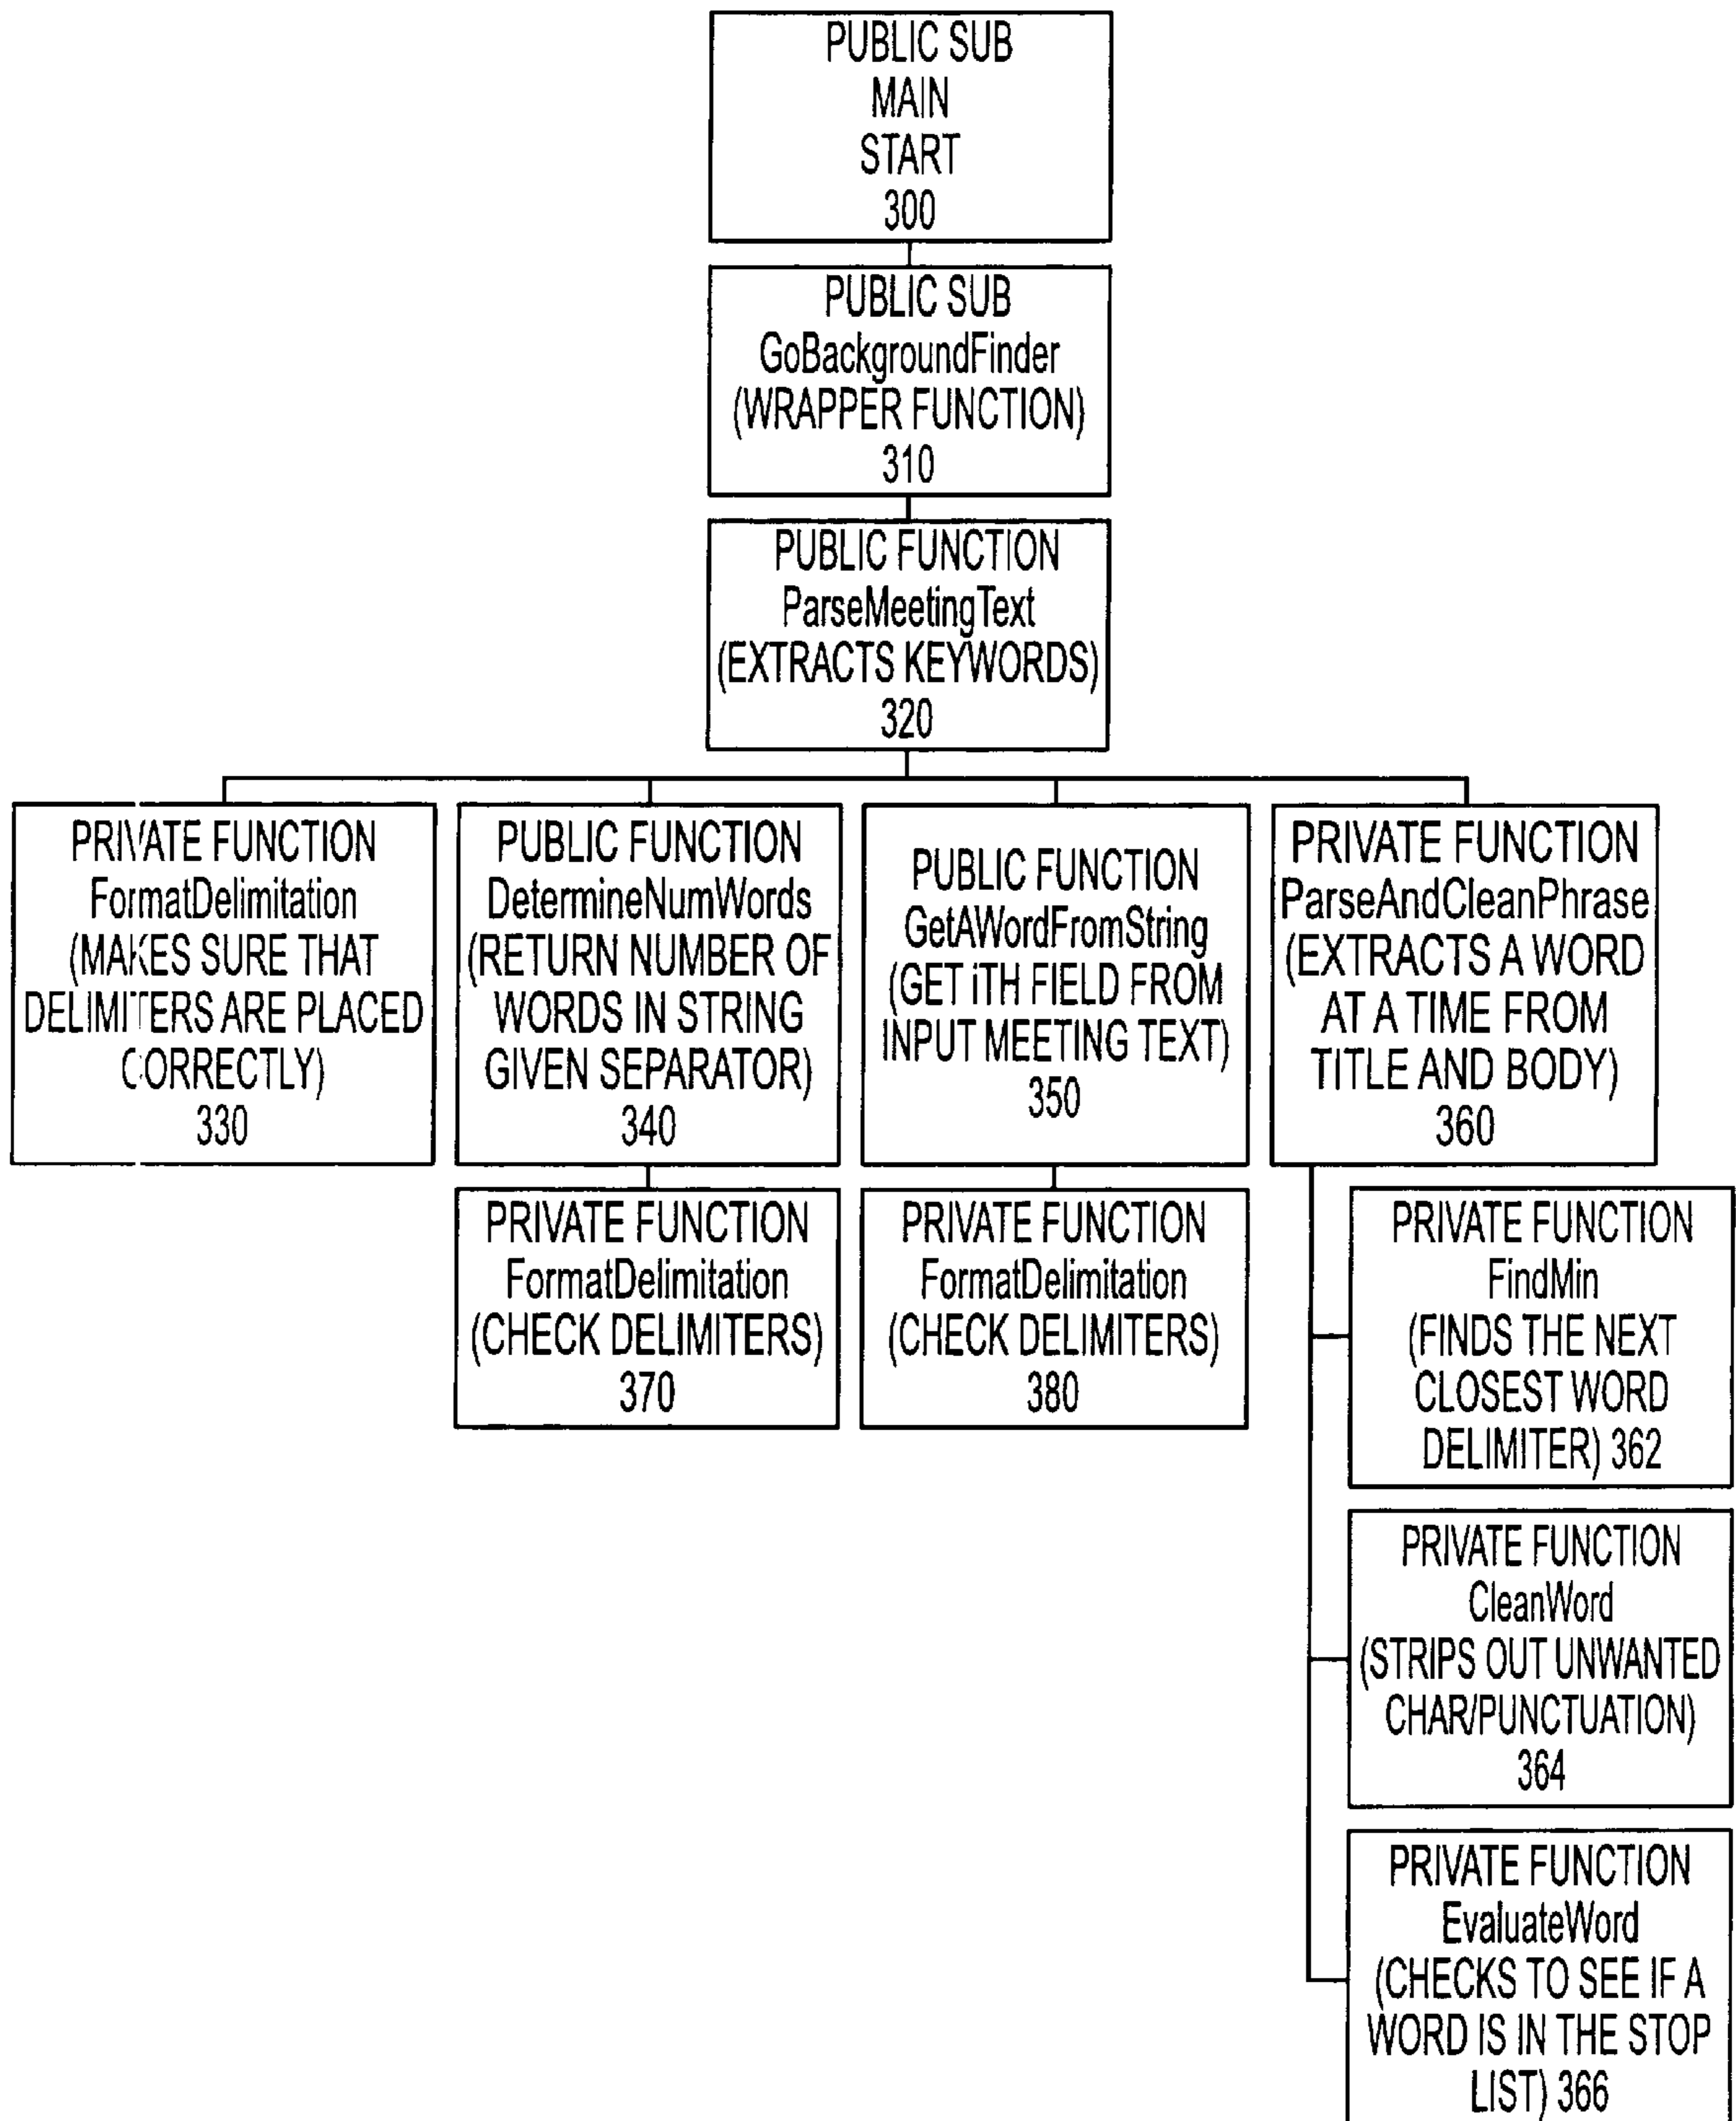 PUBLIC SUB
MAIN
START
300
PUBLIC SUB
GoBackgroundFinder
(WRAPPER FUNCTION)
310
PUBLIC FUNCTION
ParseMeetingText
(EXTRACTS KEYWORDS)
320
PRIVATE FUNCTION
FormatDelimitation
(MAKES SURE THAT
DELIMITERS ARE PLACED
CORRECTLY)
330
PUBLIC FUNCTION
DetermineNumWords
(RETURN NUMBER OF
WORDS IN STRING
GIVEN SEPARATOR)
340
PUBLIC FUNCTION
GetAWordFromString
(GET iTH FIELD FROM
INPUT MEETING TEXT)
350
PRIVATE FUNCTION
ParseAndCleanPhrase
(EXTRACTS A WORD
AT A TIME FROM
TITLE AND BODY)
360
PRIVATE FUNCTION
FormatDelimitation
(CHECK DELIMITERS)
370
PRIVATE FUNCTION
FormatDelimitation
(CHECK DELIMITERS)
380
PRIVATE FUNCTION
FindMin
(FINDS THE NEXT
CLOSEST WORD
DELIMITER) 362
PRIVATE FUNCTION
CleanWord
(STRIPS OUT UNWANTED
CHAR/PUNCTUATION)
364
PRIVATE FUNCTION
EvaluateWord
(CHECKS TO SEE IF A
WORD IS IN THE STOP
LIST) 366